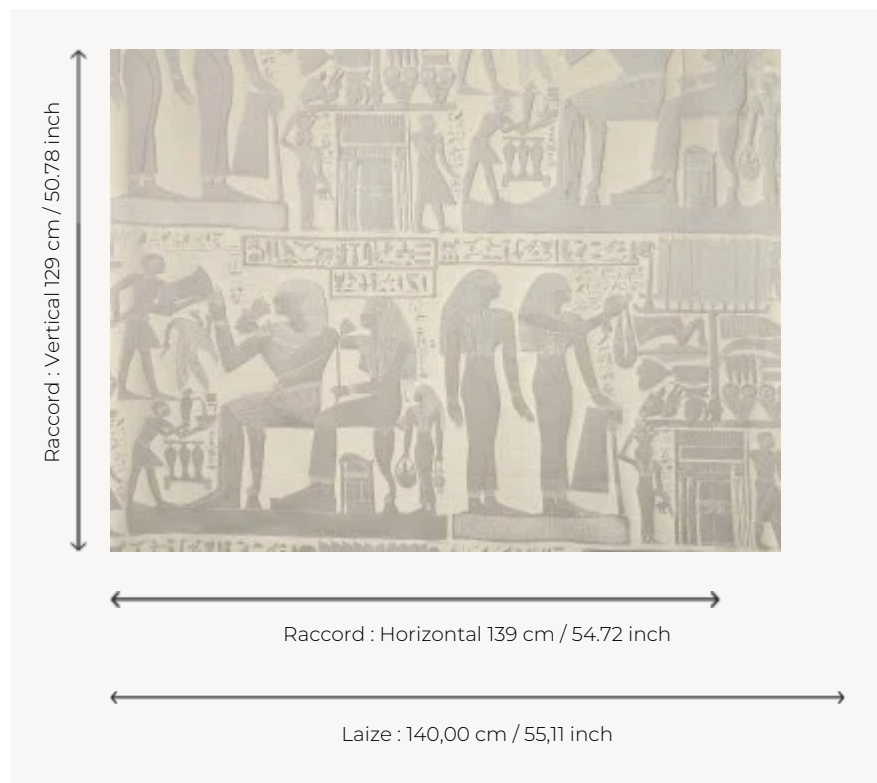 Raccord : Vertical 129 cm / 50.78 inch
Raccord : Horizontal 139 cm / 54.72 inch
Laize : 140,00 cm / 55,11 inch